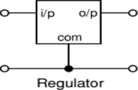 i/p o/p
com
Regulator